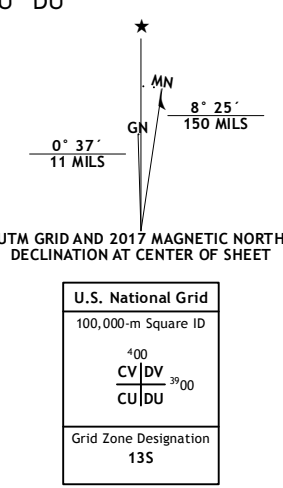 CU DU
★
MN
8° 25´
150 MILS
GN
0° 37´
11 MILS
UTM GRID AND 2017 MAGNETIC NORTH
DECLINATION AT CENTER OF SHEET
U.S. National Grid
100,000-m Square ID
⁴00
CV DV
³⁹00
CU DU
Grid Zone Designation
13S